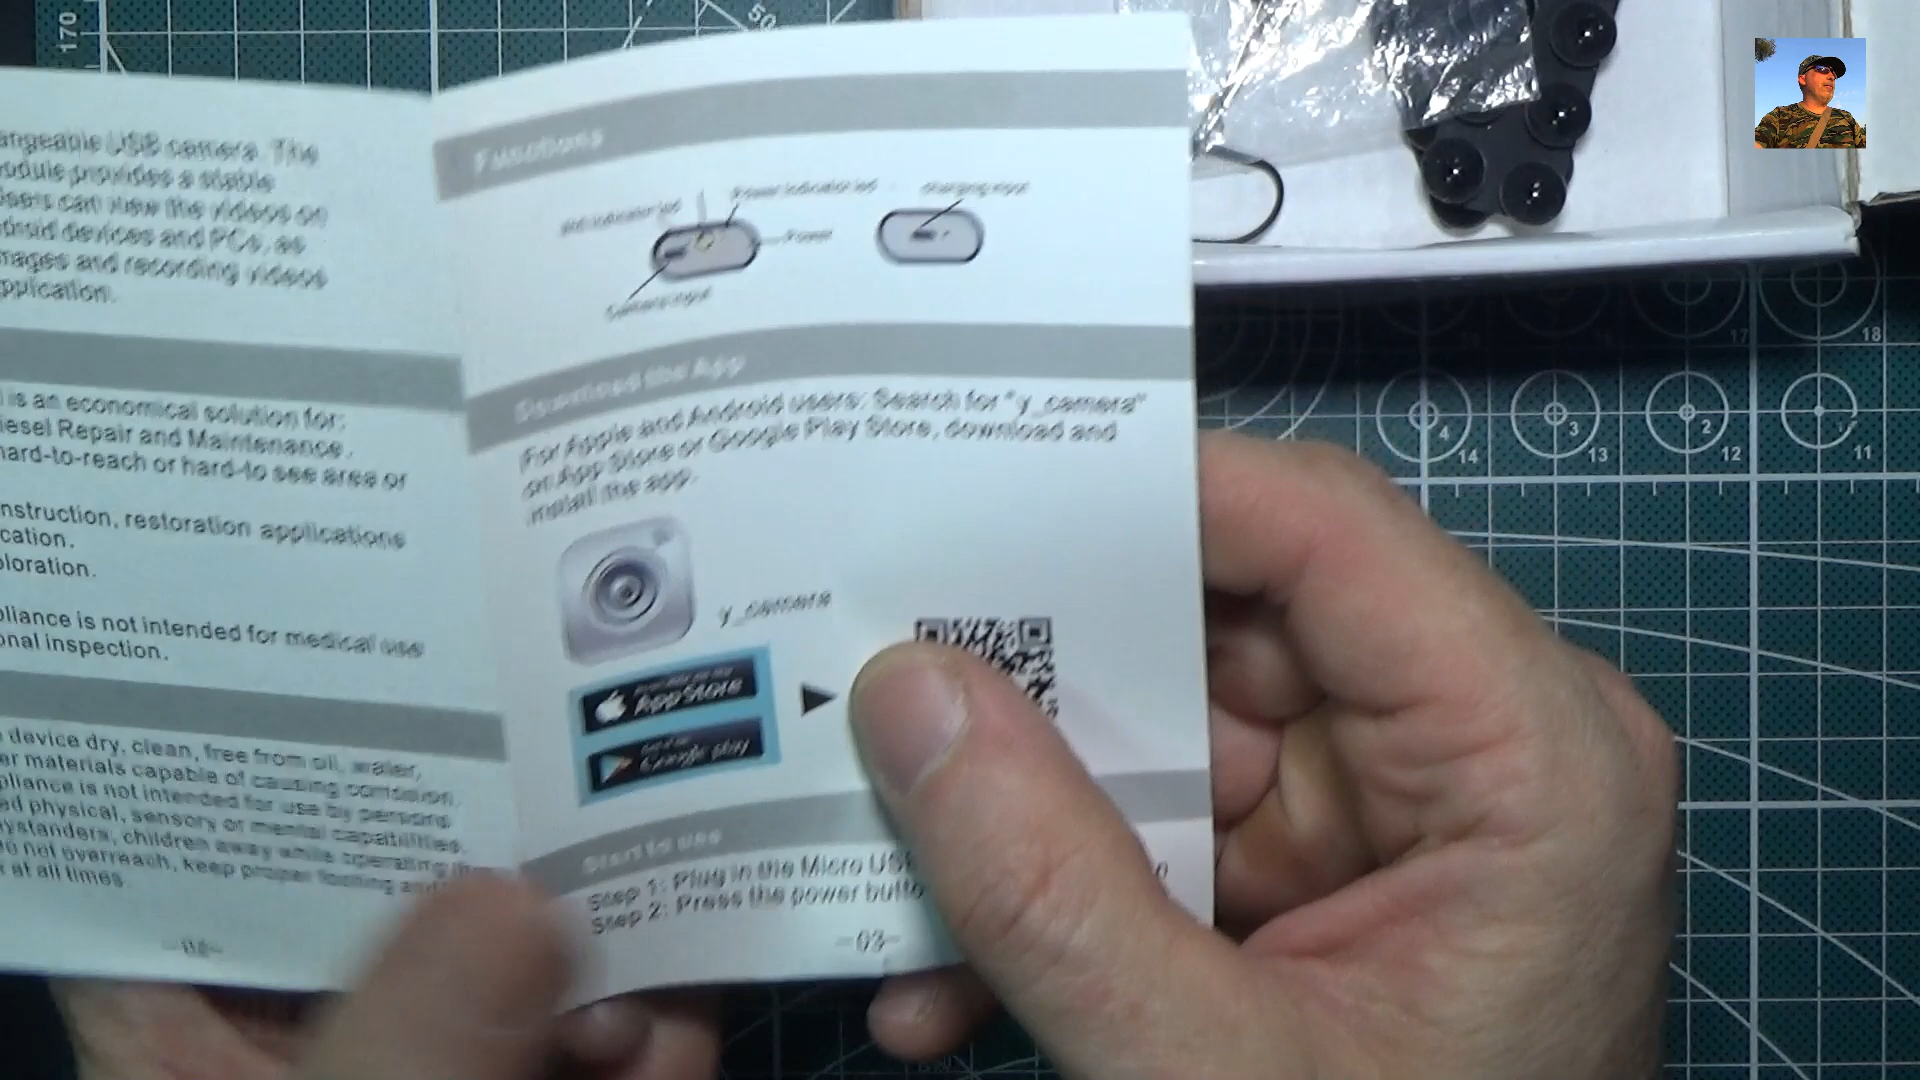 angeable USB camera. The
odule provides a stable
sers can view the videos on
droid devices and PCs, as
mages and recording videos
pplication.
is an economical solution for:
iesel Repair and Maintenance.
hard-to-reach or hard-to see area or
nstruction, restoration applications
cation.
ploration.
pliance is not intended for medical use
onal inspection.
device dry, clean, free from oil, water,
er materials capable of causing corrosion.
pliance is not intended for use by persons
ed physical, sensory or mental capabilities.
ystanders, children away while operating the
o not overreach, keep proper footing and
at all times.
Functions
Wifi indicator led
Power indicator led
Charging input
Power
Camera input
Download the App
For Apple and Android users: Search for "y_camera"
on App Store or Google Play Store, download and
install the app.
y_camera
App Store
Google play
Start to use
Step 1: Plug in the Micro USB
Step 2: Press the power butto
-03-
170
50
17
18
4
3
2
14
13
12
11